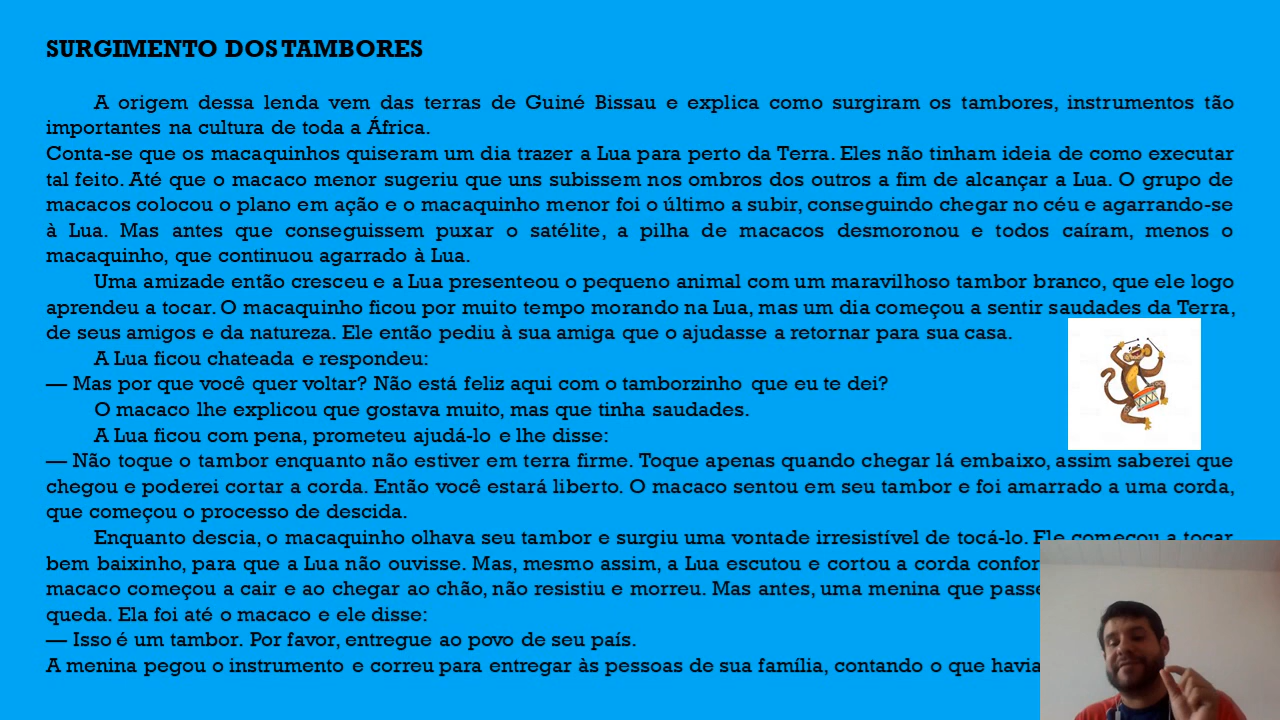 SURGIMENTO DOS TAMBORES
A origem dessa lenda vem das terras de Guiné Bissau e explica como surgiram os tambores, instrumentos tão
importantes na cultura de toda a África.
Conta-se que os macaquinhos quiseram um dia trazer a Lua para perto da Terra. Eles não tinham ideia de como executar
tal feito. Até que o macaco menor sugeriu que uns subissem nos ombros dos outros a fim de alcançar a Lua. O grupo de
macacos colocou o plano em ação e o macaquinho menor foi o último a subir, conseguindo chegar no céu e agarrando-se
à Lua. Mas antes que conseguissem puxar o satélite, a pilha de macacos desmoronou e todos caíram, menos o
macaquinho, que continuou agarrado à Lua.
Uma amizade então cresceu e a Lua presenteou o pequeno animal com um maravilhoso tambor branco, que ele logo
aprendeu a tocar. O macaquinho ficou por muito tempo morando na Lua, mas um dia começou a sentir saudades da Terra,
de seus amigos e da natureza. Ele então pediu à sua amiga que o ajudasse a retornar para sua casa.
A Lua ficou chateada e respondeu:
— Mas por que você quer voltar? Não está feliz aqui com o tamborzinho que eu te dei?
O macaco lhe explicou que gostava muito, mas que tinha saudades.
A Lua ficou com pena, prometeu ajudá-lo e lhe disse:
— Não toque o tambor enquanto não estiver em terra firme. Toque apenas quando chegar lá embaixo, assim saberei que
chegou e poderei cortar a corda. Então você estará liberto. O macaco sentou em seu tambor e foi amarrado a uma corda,
que começou o processo de descida.
Enquanto descia, o macaquinho olhava seu tambor e surgiu uma vontade irresistível de tocá-lo. Ele começou a tocar
bem baixinho, para que a Lua não ouvisse. Mas, mesmo assim, a Lua escutou e cortou a corda
macaco começou a cair e ao chegar ao chão, não resistiu e morreu. Mas antes, uma menina que
queda. Ela foi até o macaco e ele disse:
— Isso é um tambor. Por favor, entregue ao povo de seu país.
A menina pegou o instrumento e correu para entregar às pessoas de sua família, contando o que